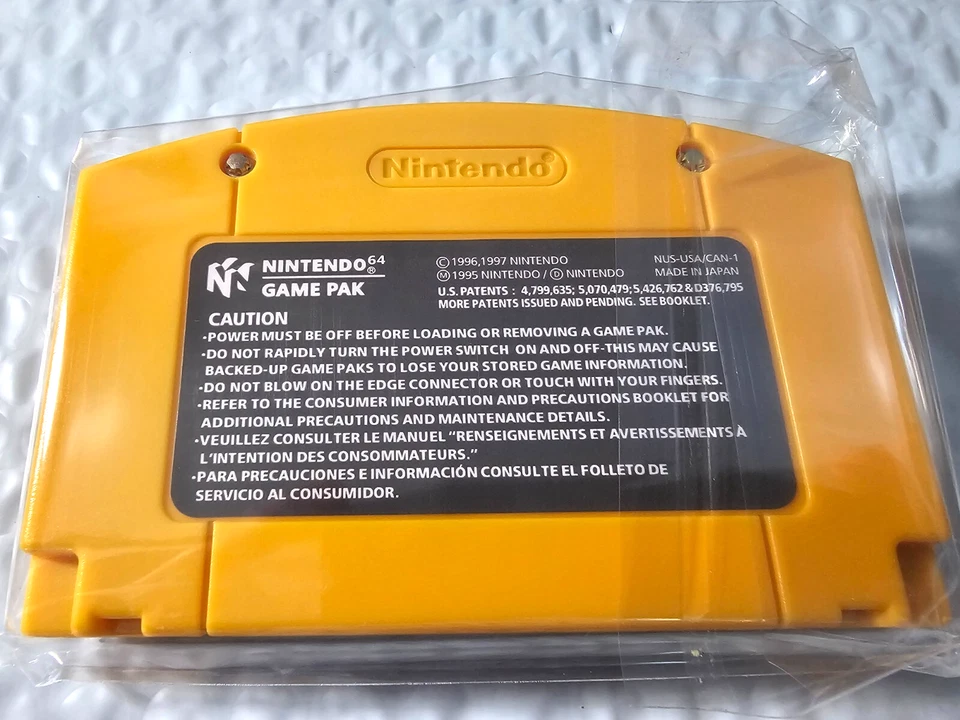 Nintendo®
NINTENDO64®
GAME PAK
©1996,1997 NINTENDO
Ⓜ1995 NINTENDO / Ⓓ NINTENDO
NUS-USA/CAN-1
MADE IN JAPAN
U.S. PATENTS : 4,799,635; 5,070,479; 5,426,762 & D376,795
MORE PATENTS ISSUED AND PENDING. SEE BOOKLET.
CAUTION
·POWER MUST BE OFF BEFORE LOADING OR REMOVING A GAME PAK.
·DO NOT RAPIDLY TURN THE POWER SWITCH ON AND OFF-THIS MAY CAUSE
BACKED-UP GAME PAKS TO LOSE YOUR STORED GAME INFORMATION.
·DO NOT BLOW ON THE EDGE CONNECTOR OR TOUCH WITH YOUR FINGERS.
·REFER TO THE CONSUMER INFORMATION AND PRECAUTIONS BOOKLET FOR
ADDITIONAL PRECAUTIONS AND MAINTENANCE DETAILS.
·VEUILLEZ CONSULTER LE MANUEL "RENSEIGNEMENTS ET AVERTISSEMENTS À
L'INTENTION DES CONSOMMATEURS."
·PARA PRECAUCIONES E INFORMACIÓN CONSULTE EL FOLLETO DE
SERVICIO AL CONSUMIDOR.